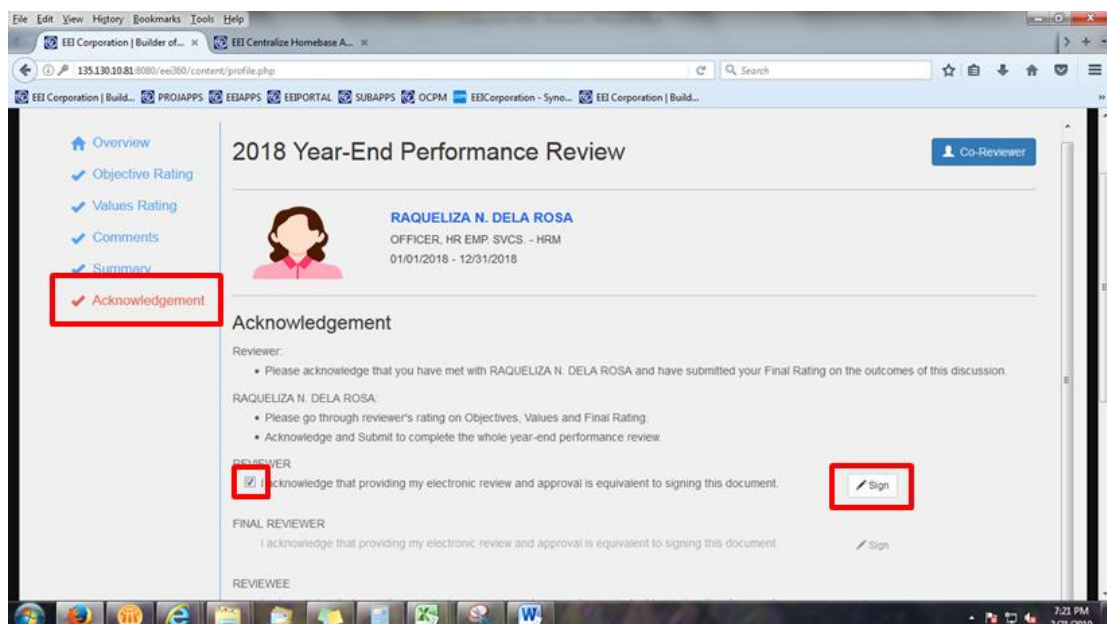 File Edit View History Bookmarks Tools Help
EEI Corporation | Builder of... × EEI Centralize Homebase A... ×
135.130.10.81:8080/eei360/content/profile.php Search
EEI Corporation | Build... PROJAPPS EEIAPPS EEIPORTAL SUBAPPS OCPM EEICorporation - Syno... EEI Corporation | Build...
Overview
Objective Rating
Values Rating
Comments
Summary
Acknowledgement
2018 Year-End Performance Review
Co-Reviewer
RAQUELIZA N. DELA ROSA
OFFICER, HR EMP. SVCS. - HRM
01/01/2018 - 12/31/2018
Acknowledgement
Reviewer:
• Please acknowledge that you have met with RAQUELIZA N. DELA ROSA and have submitted your Final Rating on the outcomes of this discussion.
RAQUELIZA N. DELA ROSA:
• Please go through reviewer's rating on Objectives, Values and Final Rating.
• Acknowledge and Submit to complete the whole year-end performance review.
REVIEWER
I acknowledge that providing my electronic review and approval is equivalent to signing this document. Sign
FINAL REVIEWER
I acknowledge that providing my electronic review and approval is equivalent to signing this document. Sign
REVIEWEE
7:21 PM